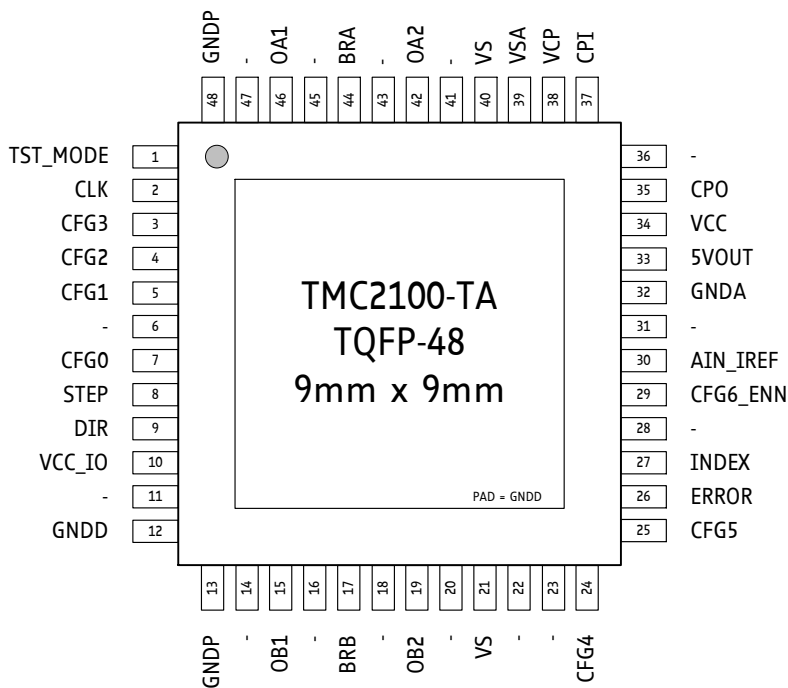 GNDP - OA1 - BRA - OA2 - VS VSA VCP CPI
48 47 46 45 44 43 42 41 40 39 38 37
TST_MODE 1
CLK 2
CFG3 3
CFG2 4
CFG1 5
- 6
CFG0 7
STEP 8
DIR 9
VCC_IO 10
- 11
GNDD 12
TMC2100-TA
TQFP-48
9mm x 9mm
PAD = GNDD
36 -
35 CPO
34 VCC
33 5VOUT
32 GNDA
31 -
30 AIN_IREF
29 CFG6_ENN
28 -
27 INDEX
26 ERROR
25 CFG5
13 14 15 16 17 18 19 20 21 22 23 24
GNDP - OB1 - BRB - OB2 - VS - - CFG4